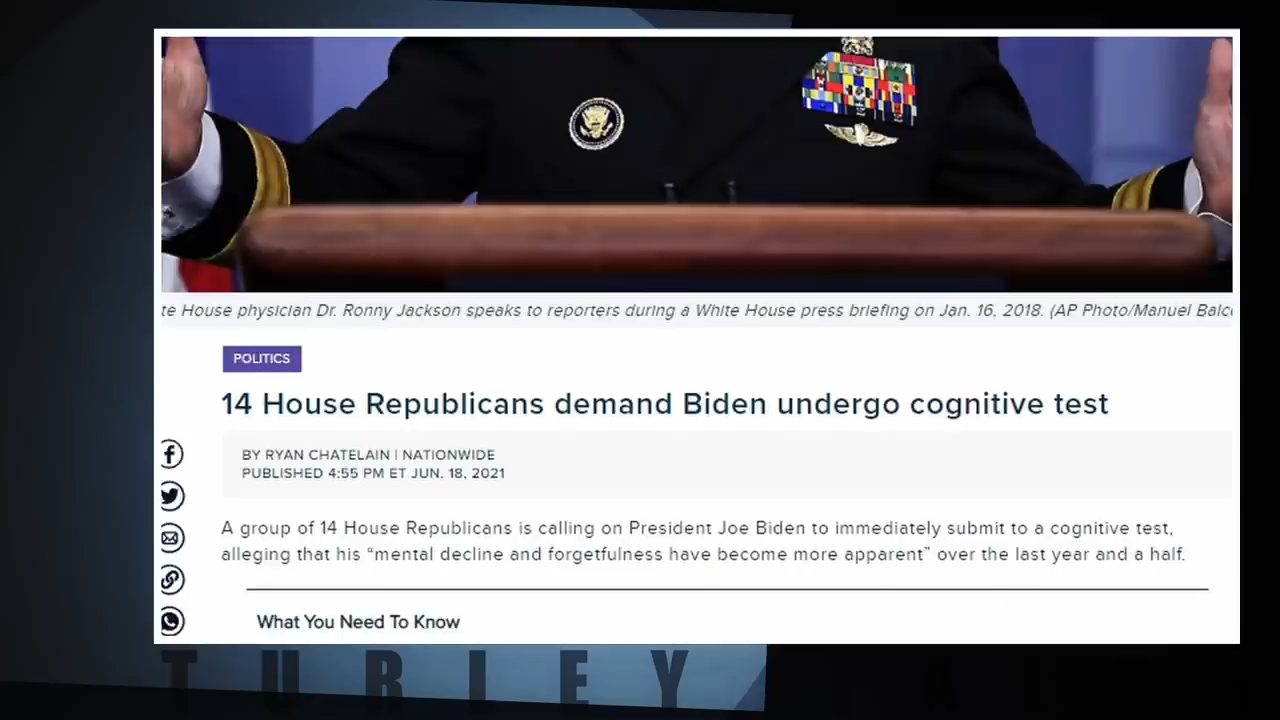 te House physician Dr. Ronny Jackson speaks to reporters during a White House press briefing on Jan. 16, 2018. (AP Photo/Manuel Balc
POLITICS
14 House Republicans demand Biden undergo cognitive test
BY RYAN CHATELAIN | NATIONWIDE
PUBLISHED 4:55 PM ET JUN. 18, 2021
A group of 14 House Republicans is calling on President Joe Biden to immediately submit to a cognitive test,
alleging that his “mental decline and forgetfulness have become more apparent” over the last year and a half.
What You Need To Know
TURLEY